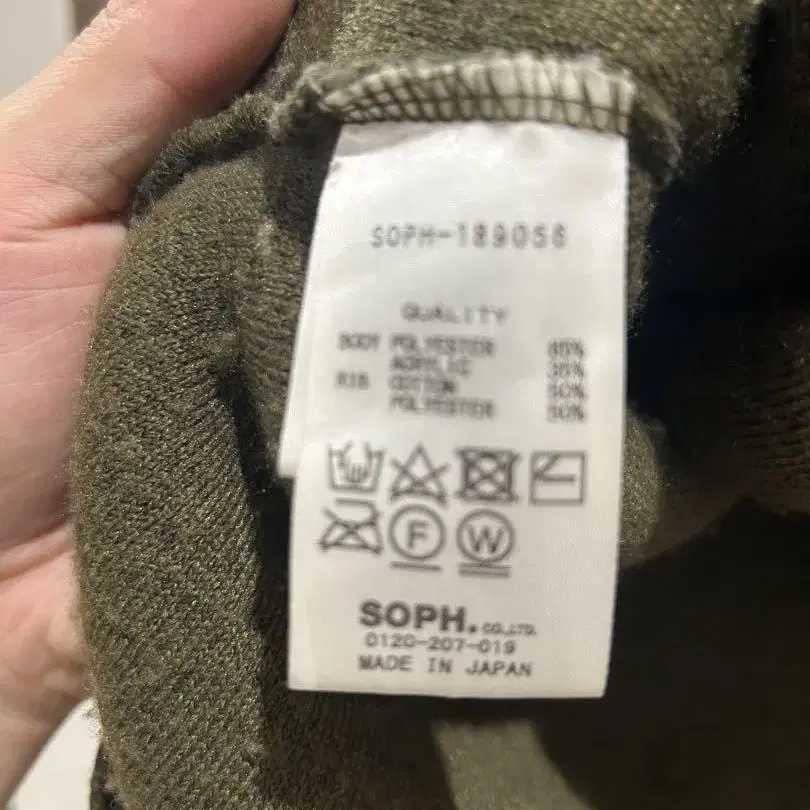 SOPH-189056
QUALITY
BODY POLYESTER 65%
ACRYLIC 35%
RIB COTTON 50%
POLYESTER 50%
F W
SOPH. CO.,LTD.
0120-207-019
MADE IN JAPAN